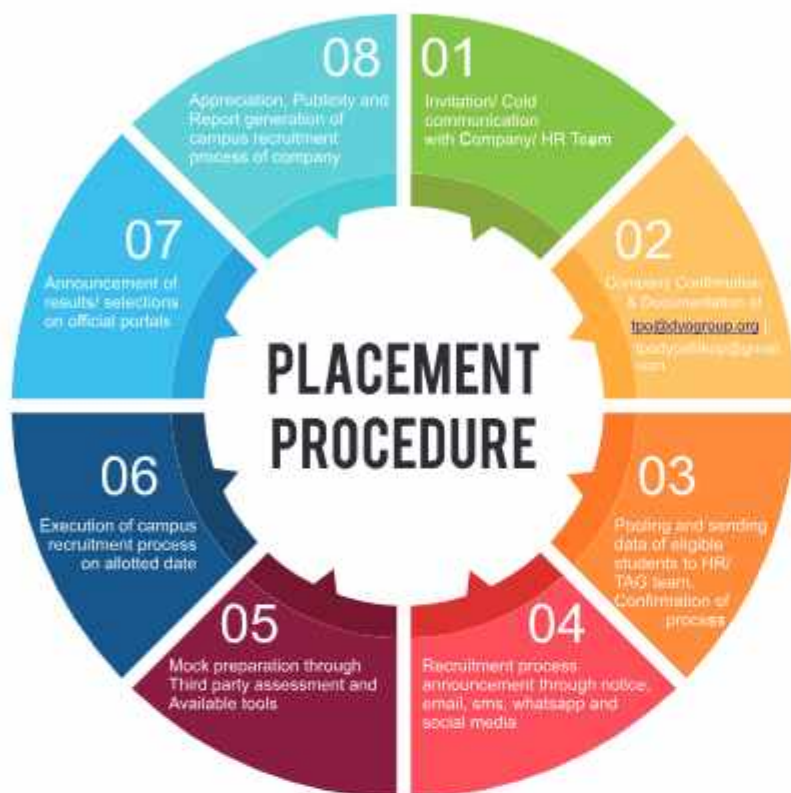 PLACEMENT
PROCEDURE
01
Invitation/ Cold
communication
with Company/ HR Team
02
Company Confirmation
& Documentation at
03
Pooling and sending
data of eligible
students to HR/
TAG team,
Confirmation of
process
04
Recruitment process
announcement through notice,
email, sms, whatsapp and
social media
05
Mock preparation through
Third party assessment and
Available tools
06
Execution of campus
recruitment process
on allotted date
07
Announcement of
results/ selections
on official portals
08
Appreciation, Publicity and
Report generation of
campus recruitment
process of company